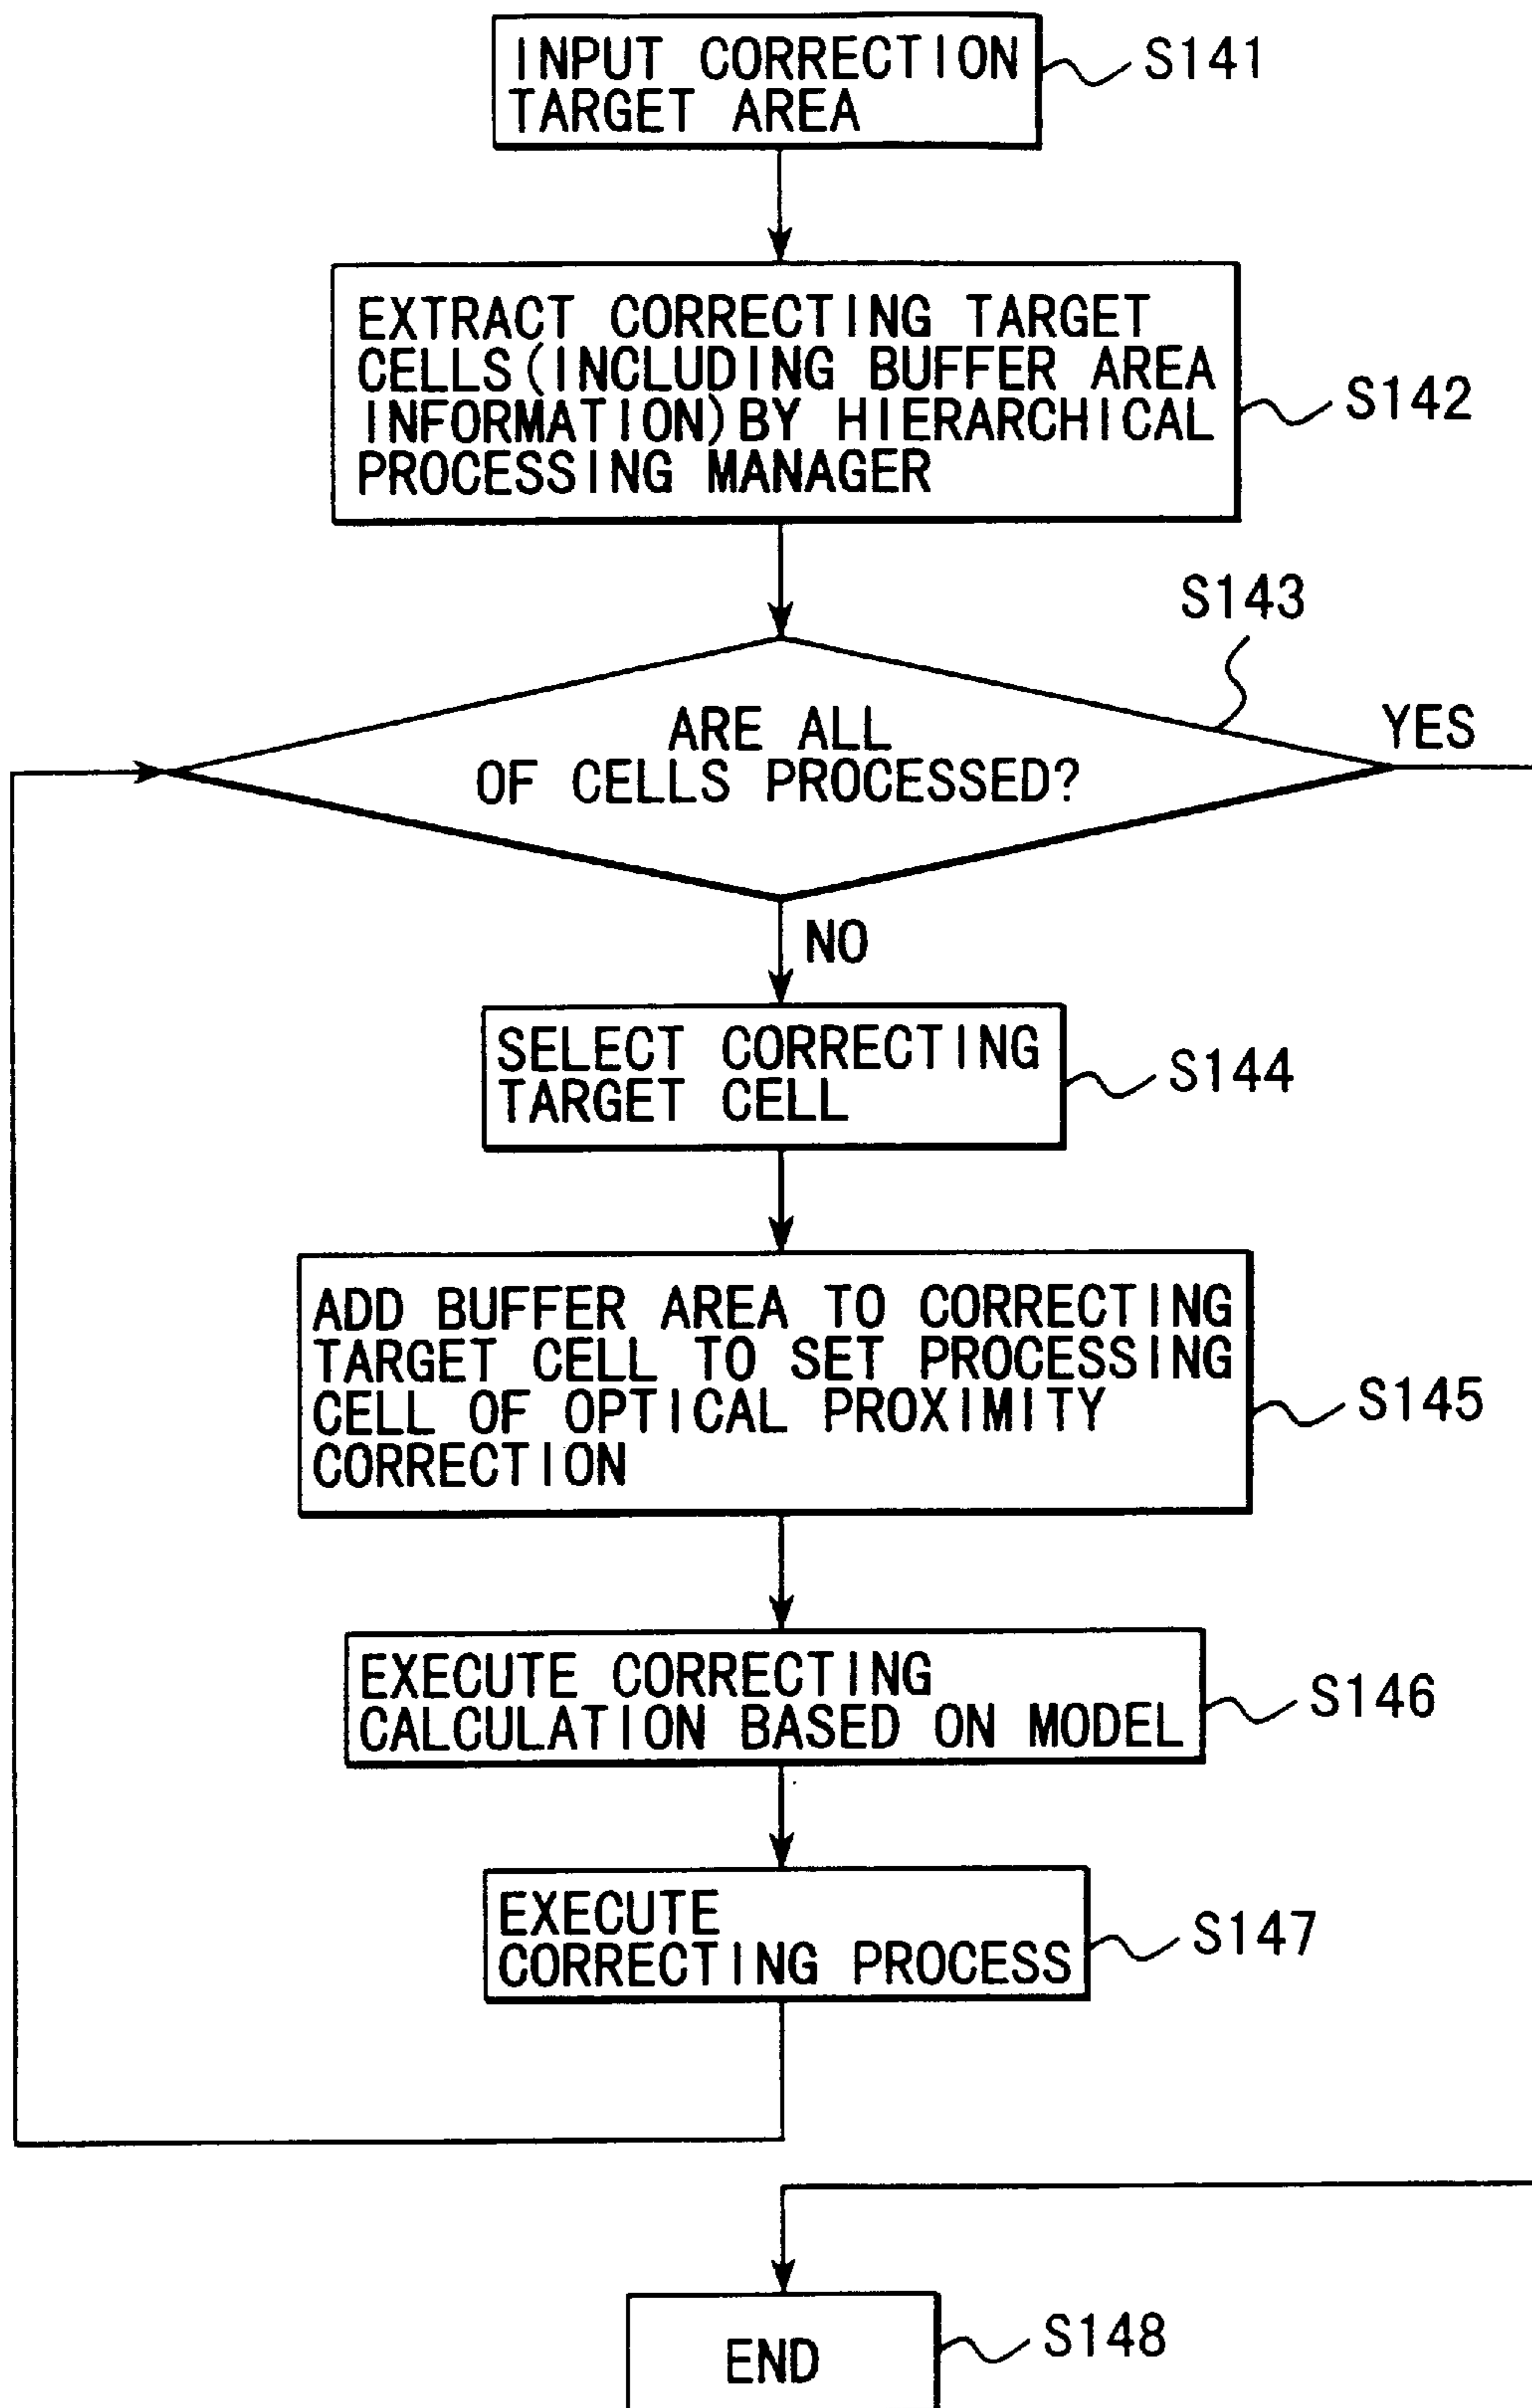 INPUT CORRECTION
TARGET AREA
S141
EXTRACT CORRECTING TARGET
CELLS(INCLUDING BUFFER AREA
INFORMATION)BY HIERARCHICAL
PROCESSING MANAGER
S142
S143
ARE ALL
OF CELLS PROCESSED?
YES
NO
SELECT CORRECTING
TARGET CELL
S144
ADD BUFFER AREA TO CORRECTING
TARGET CELL TO SET PROCESSING
CELL OF OPTICAL PROXIMITY
CORRECTION
S145
EXECUTE CORRECTING
CALCULATION BASED ON MODEL
S146
EXECUTE
CORRECTING PROCESS
S147
END
S148